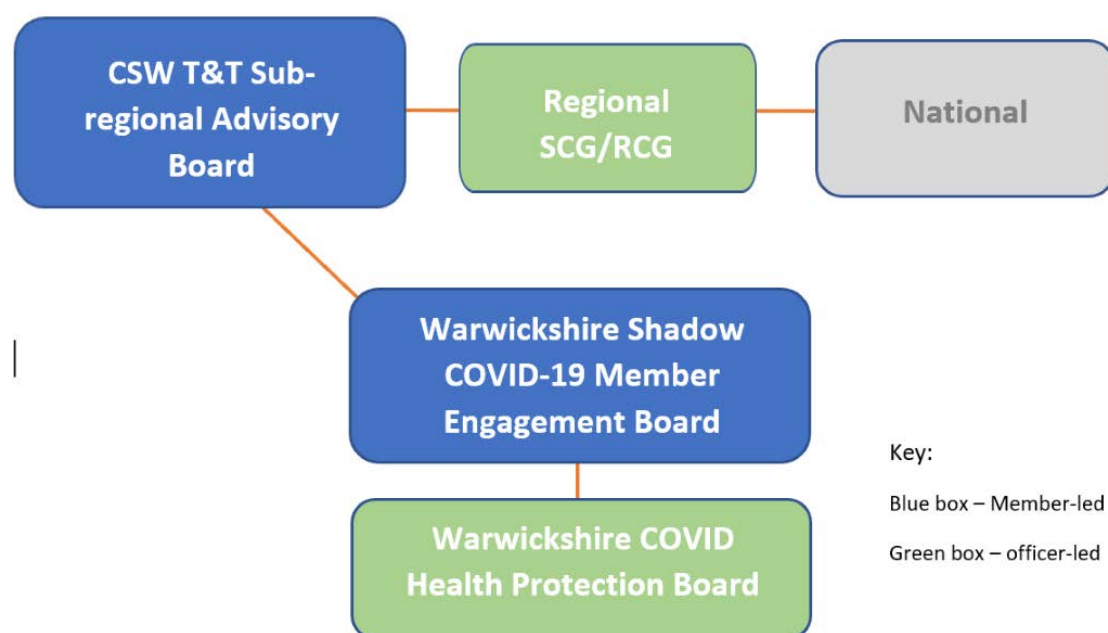 CSW T&T Sub-
regional Advisory
Board
Regional
SCG/RCG
National
Warwickshire Shadow
COVID-19 Member
Engagement Board
Warwickshire COVID
Health Protection Board
Key:
Blue box – Member-led
Green box – officer-led